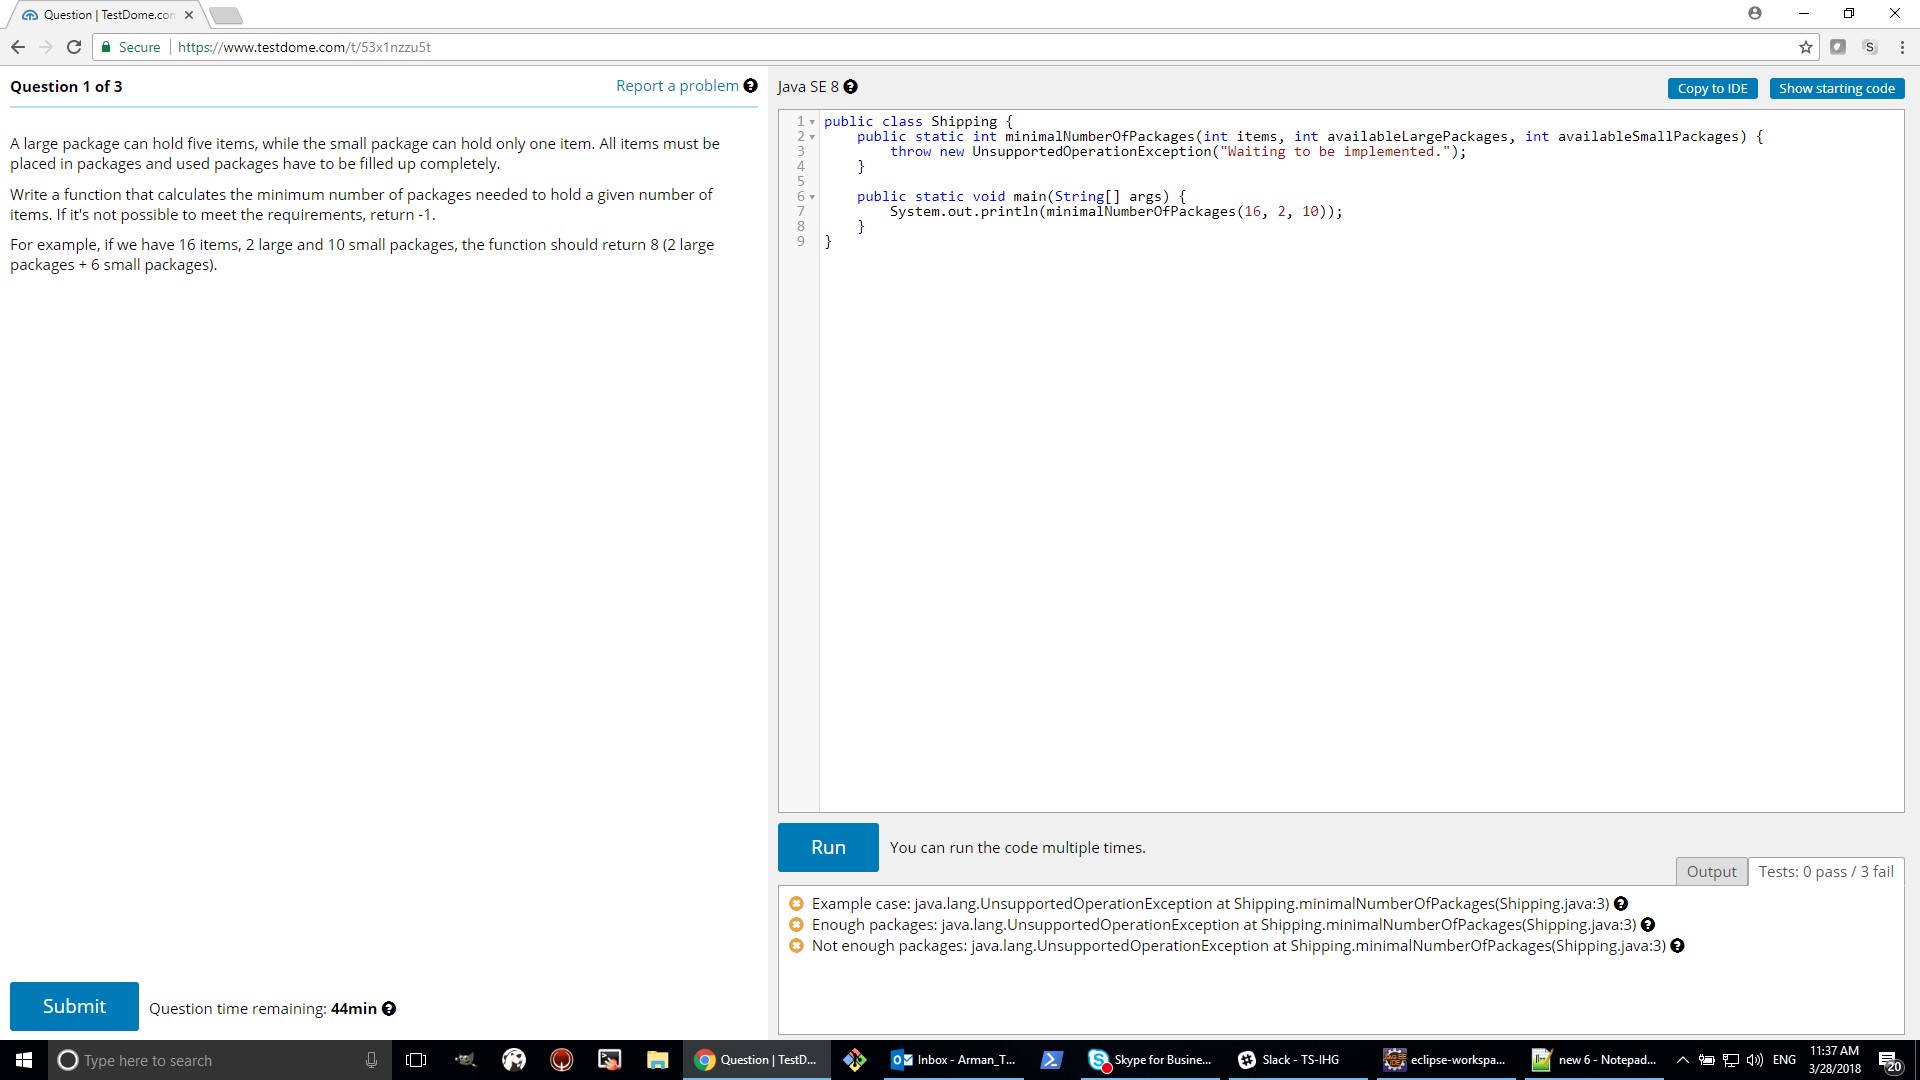 Question | TestDome.con
Secure
https://www.testdome.com/t/53x1nzzu5t
S
Question 1 of 3
Report a problem
A large package can hold five items, while the small package can hold only one item. All items must be
placed in packages and used packages have to be filled up completely.
Write a function that calculates the minimum number of packages needed to hold a given number of
items. If it's not possible to meet the requirements, return -1.
For example, if we have 16 items, 2 large and 10 small packages, the function should return 8 (2 large
packages + 6 small packages).
Submit
Question time remaining: 44min
Java SE 8
Copy to IDE
Show starting code
1 public class Shipping {
2 public static int minimalNumberOfPackages(int items, int availableLargePackages, int availableSmallPackages) {
3 throw new UnsupportedOperationException("Waiting to be implemented.");
4 }
5
6 public static void main(String[] args) {
7 System.out.println(minimalNumberOfPackages(16, 2, 10));
8 }
9 }
Run
You can run the code multiple times.
Output
Tests: 0 pass / 3 fail
Example case: java.lang.UnsupportedOperationException at Shipping.minimalNumberOfPackages(Shipping.java:3)
Enough packages: java.lang.UnsupportedOperationException at Shipping.minimalNumberOfPackages(Shipping.java:3)
Not enough packages: java.lang.UnsupportedOperationException at Shipping.minimalNumberOfPackages(Shipping.java:3)
Type here to search
Question | TestD...
Inbox - Arman_T...
Skype for Busine...
Slack - TS-IHG
eclipse-workspa...
new 6 - Notepad...
ENG
11:37 AM
3/28/2018
20